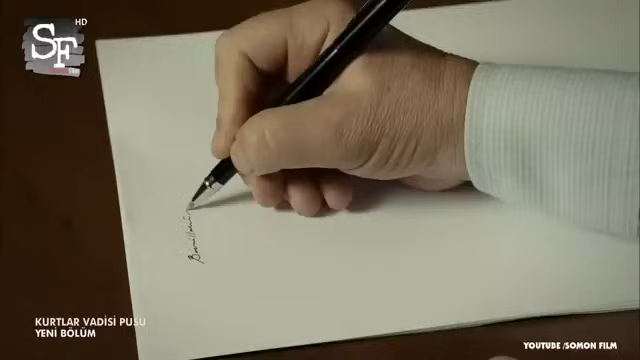 SF
HD
KURTLAR VADİSİ PUSU
YENİ BÖLÜM
YOUTUBE /SOMON FILM